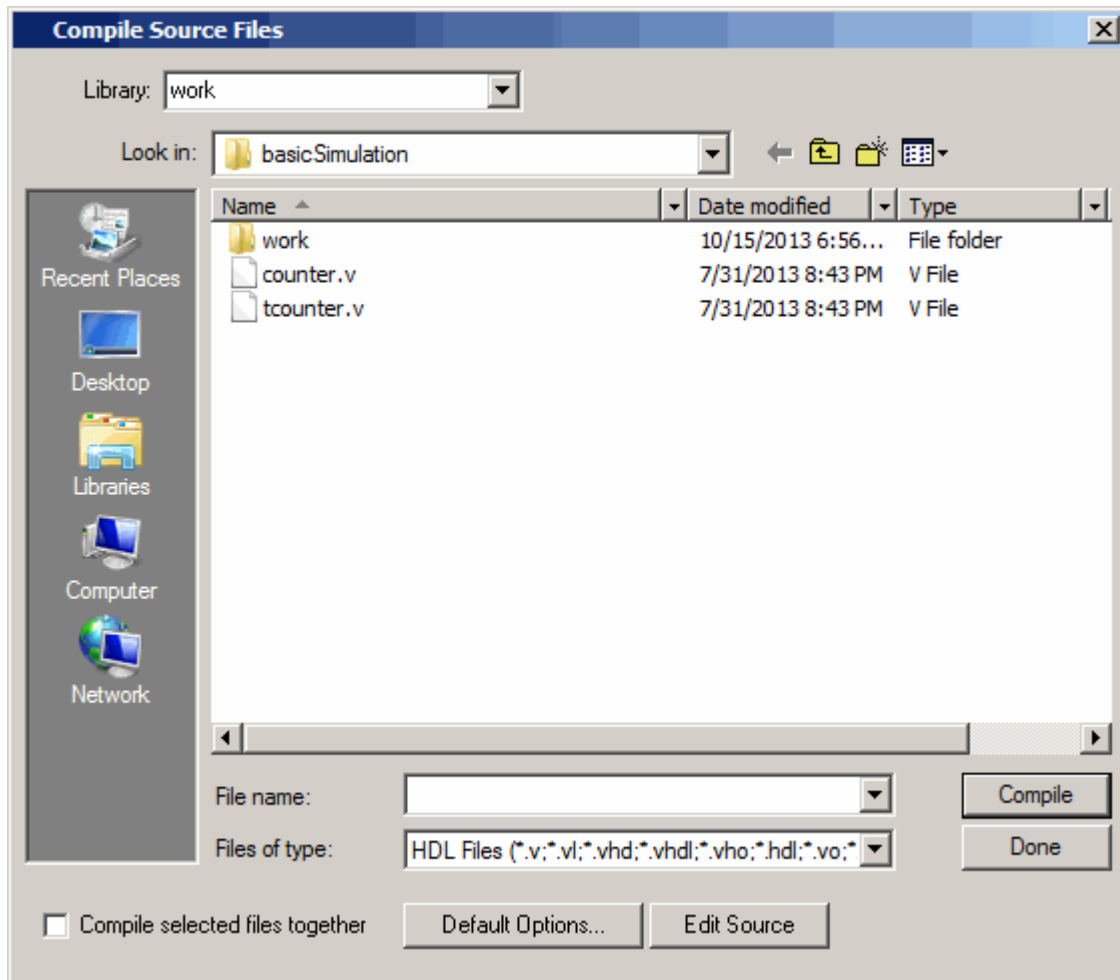 Compile Source Files
Library: work
Look in: basicSimulation
Name Date modified Type
work 10/15/2013 6:56... File folder
counter.v 7/31/2013 8:43 PM V File
tcounter.v 7/31/2013 8:43 PM V File
Recent Places
Desktop
Libraries
Computer
Network
File name: Compile
Files of type: HDL Files (*.v;*.vl;*.vhd;*.vhdl;*.vho;*.hdl;*.vo;* Done
Compile selected files together Default Options... Edit Source